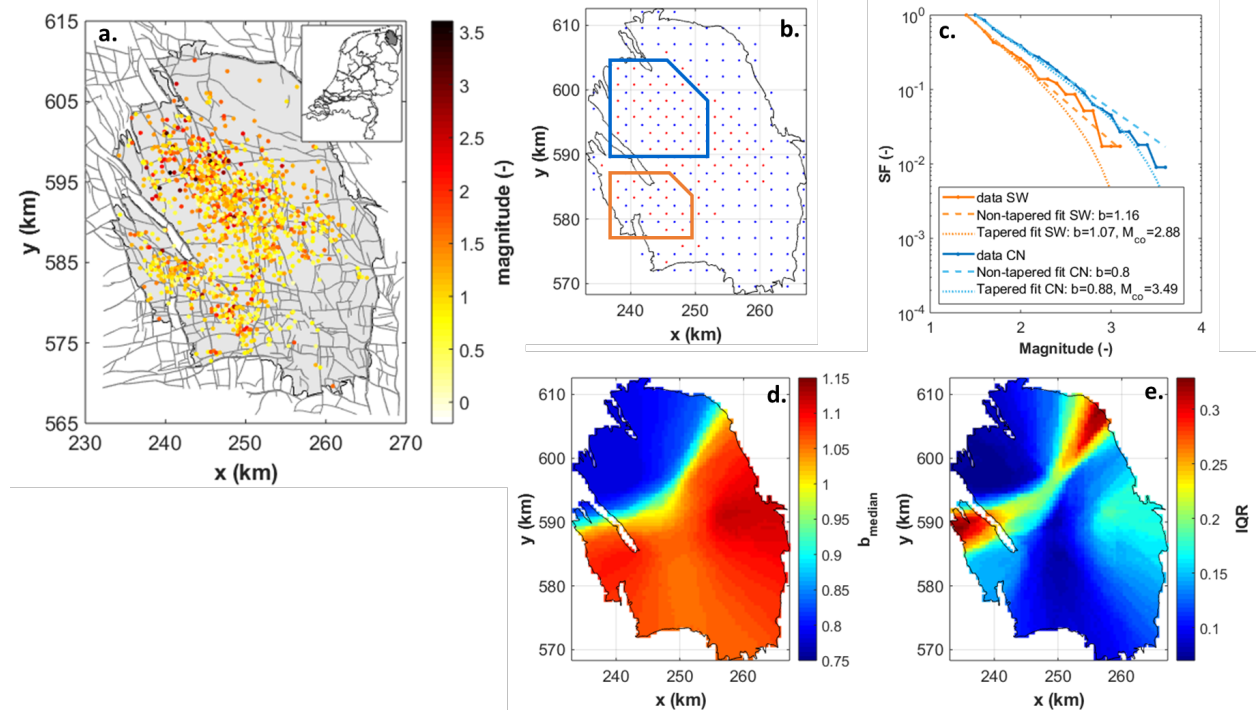 a.
615
605
595
585
575
565
y (km)
230
240
250
260
270
x (km)
3.5
3
2.5
2
1.5
1
0.5
0
magnitude (-)
b.
610
600
590
580
570
y (km)
240
250
260
x (km)
c.
10^0
10^-1
10^-2
10^-3
10^-4
SF (-)
data SW
Non-tapered fit SW: b=1.16
Tapered fit SW: b=1.07, M_co=2.88
data CN
Non-tapered fit CN: b=0.8
Tapered fit CN: b=0.88, M_co=3.49
1
2
3
4
Magnitude (-)
d.
610
600
590
580
570
y (km)
240
250
260
x (km)
1.15
1.1
1.05
1
0.95
0.9
0.85
0.8
0.75
b_median
e.
610
600
590
580
570
y (km)
240
250
260
x (km)
0.3
0.25
0.2
0.15
0.1
IQR